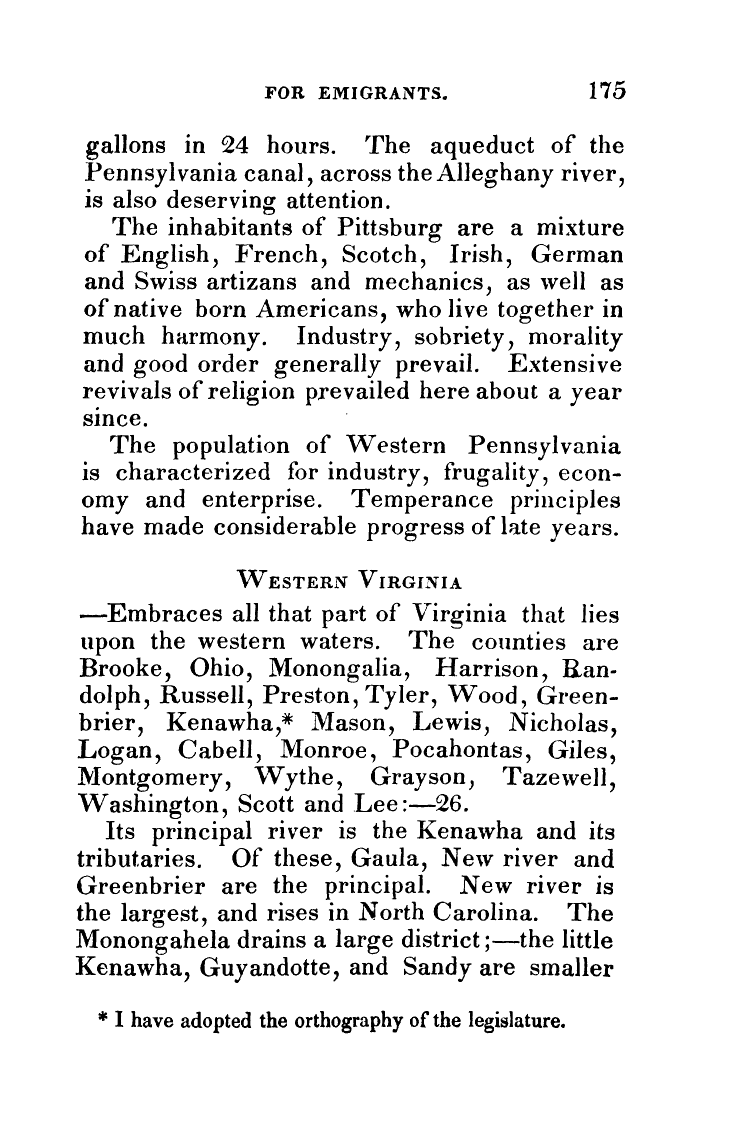 FOR EMIGRANTS. 175
gallons in 24 hours. The aqueduct of the
Pennsylvania canal, across the Alleghany river,
is also deserving attention.
The inhabitants of Pittsburg are a mixture
of English, French, Scotch, Irish, German
and Swiss artizans and mechanics, as well as
of native born Americans, who live together in
much harmony. Industry, sobriety, morality
and good order generally prevail. Extensive
revivals of religion prevailed here about a year
since.
The population of Western Pennsylvania
is characterized for industry, frugality, econ-
omy and enterprise. Temperance principles
have made considerable progress of late years.
WESTERN VIRGINIA
—Embraces all that part of Virginia that lies
upon the western waters. The counties are
Brooke, Ohio, Monongalia, Harrison, Ran-
dolph, Russell, Preston, Tyler, Wood, Green-
brier, Kenawha,* Mason, Lewis, Nicholas,
Logan, Cabell, Monroe, Pocahontas, Giles,
Montgomery, Wythe, Grayson, Tazewell,
Washington, Scott and Lee:—26.
Its principal river is the Kenawha and its
tributaries. Of these, Gaula, New river and
Greenbrier are the principal. New river is
the largest, and rises in North Carolina. The
Monongahela drains a large district;—the little
Kenawha, Guyandotte, and Sandy are smaller
* I have adopted the orthography of the legislature.